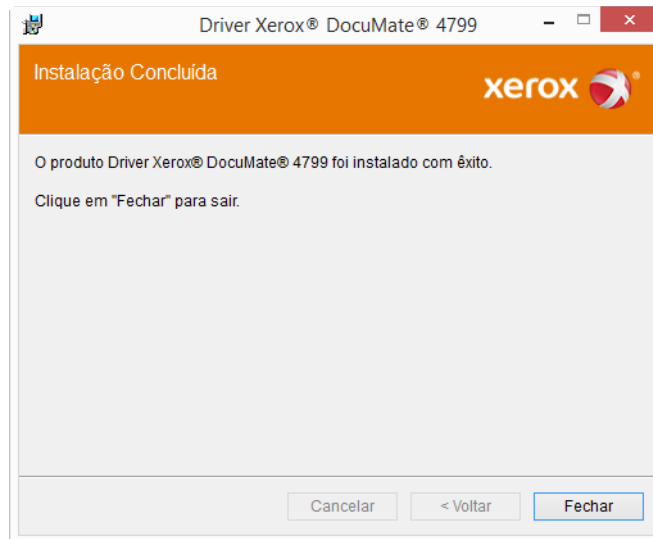 Driver Xerox® DocuMate® 4799
Instalação Concluída
xerox
O produto Driver Xerox® DocuMate® 4799 foi instalado com êxito.
Clique em "Fechar" para sair.
Cancelar
< Voltar
Fechar